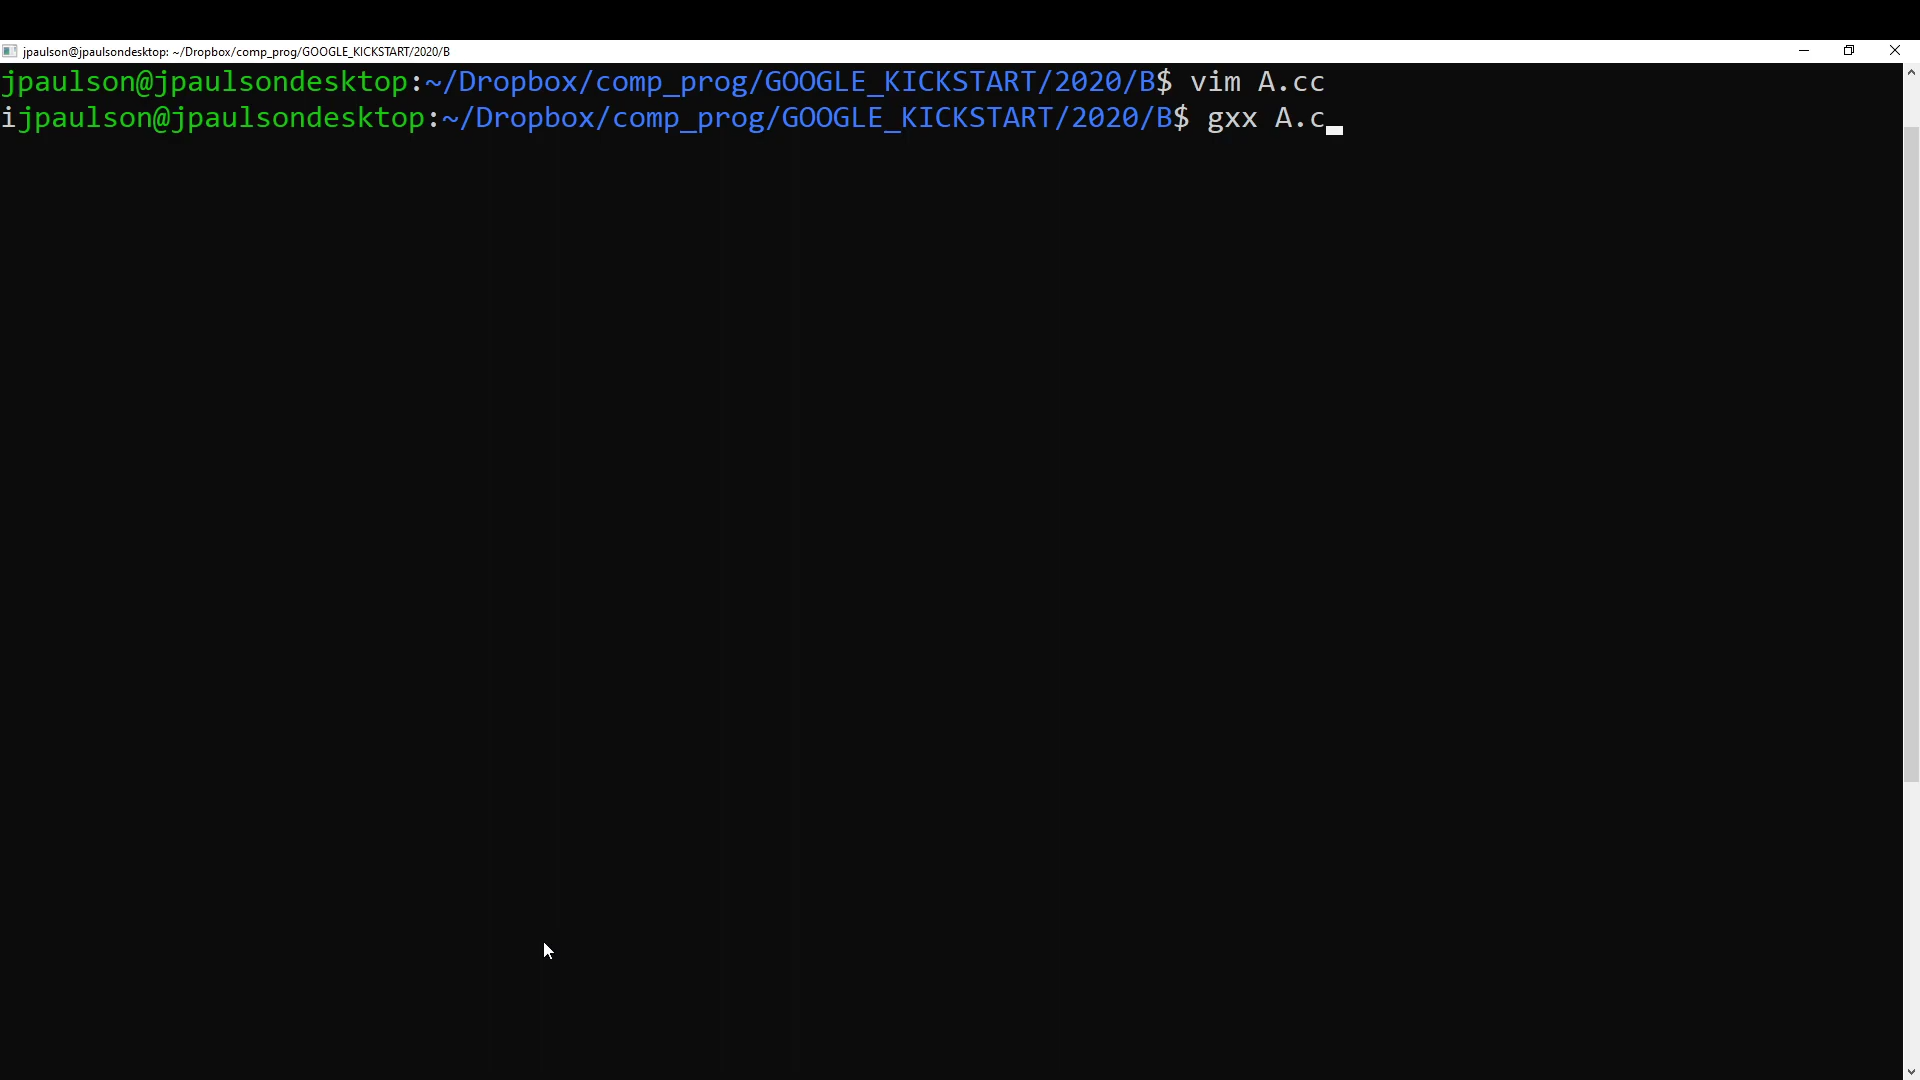 jpaulson@jpaulsondesktop: ~/Dropbox/comp_prog/GOOGLE_KICKSTART/2020/B
jpaulson@jpaulsondesktop:~/Dropbox/comp_prog/GOOGLE_KICKSTART/2020/B$ vim A.cc
ijpaulson@jpaulsondesktop:~/Dropbox/comp_prog/GOOGLE_KICKSTART/2020/B$ gxx A.c